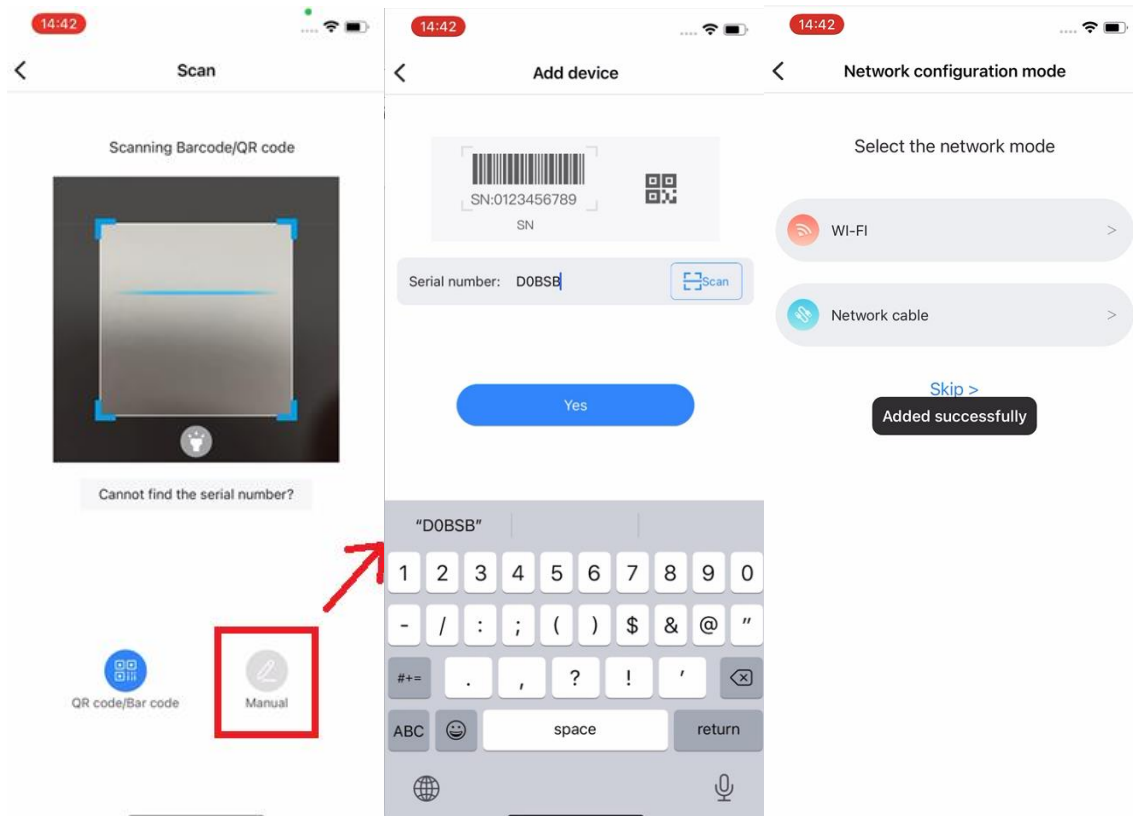 14:42
Scan
Scanning Barcode/QR code
Cannot find the serial number?
QR code/Bar code
Manual
14:42
Add device
SN:0123456789
SN
Serial number: D0BSB
Scan
Yes
"D0BSB"
1 2 3 4 5 6 7 8 9 0
- / : ; ( ) $ & @ "
#+= . , ? ! ’
ABC space return
14:42
Network configuration mode
Select the network mode
WI-FI >
Network cable >
Skip >
Added successfully